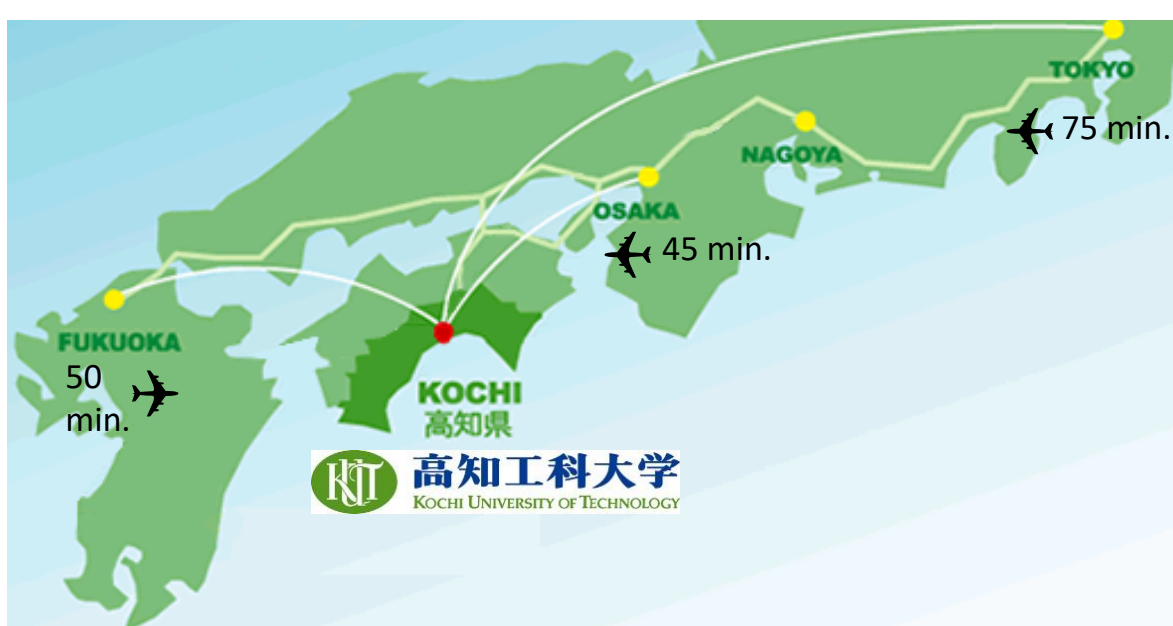 TOKYO
75 min.
NAGOYA
OSAKA
45 min.
FUKUOKA
50
min.
KOCHI
高知県
KUT
高知工科大学
KOCHI UNIVERSITY OF TECHNOLOGY